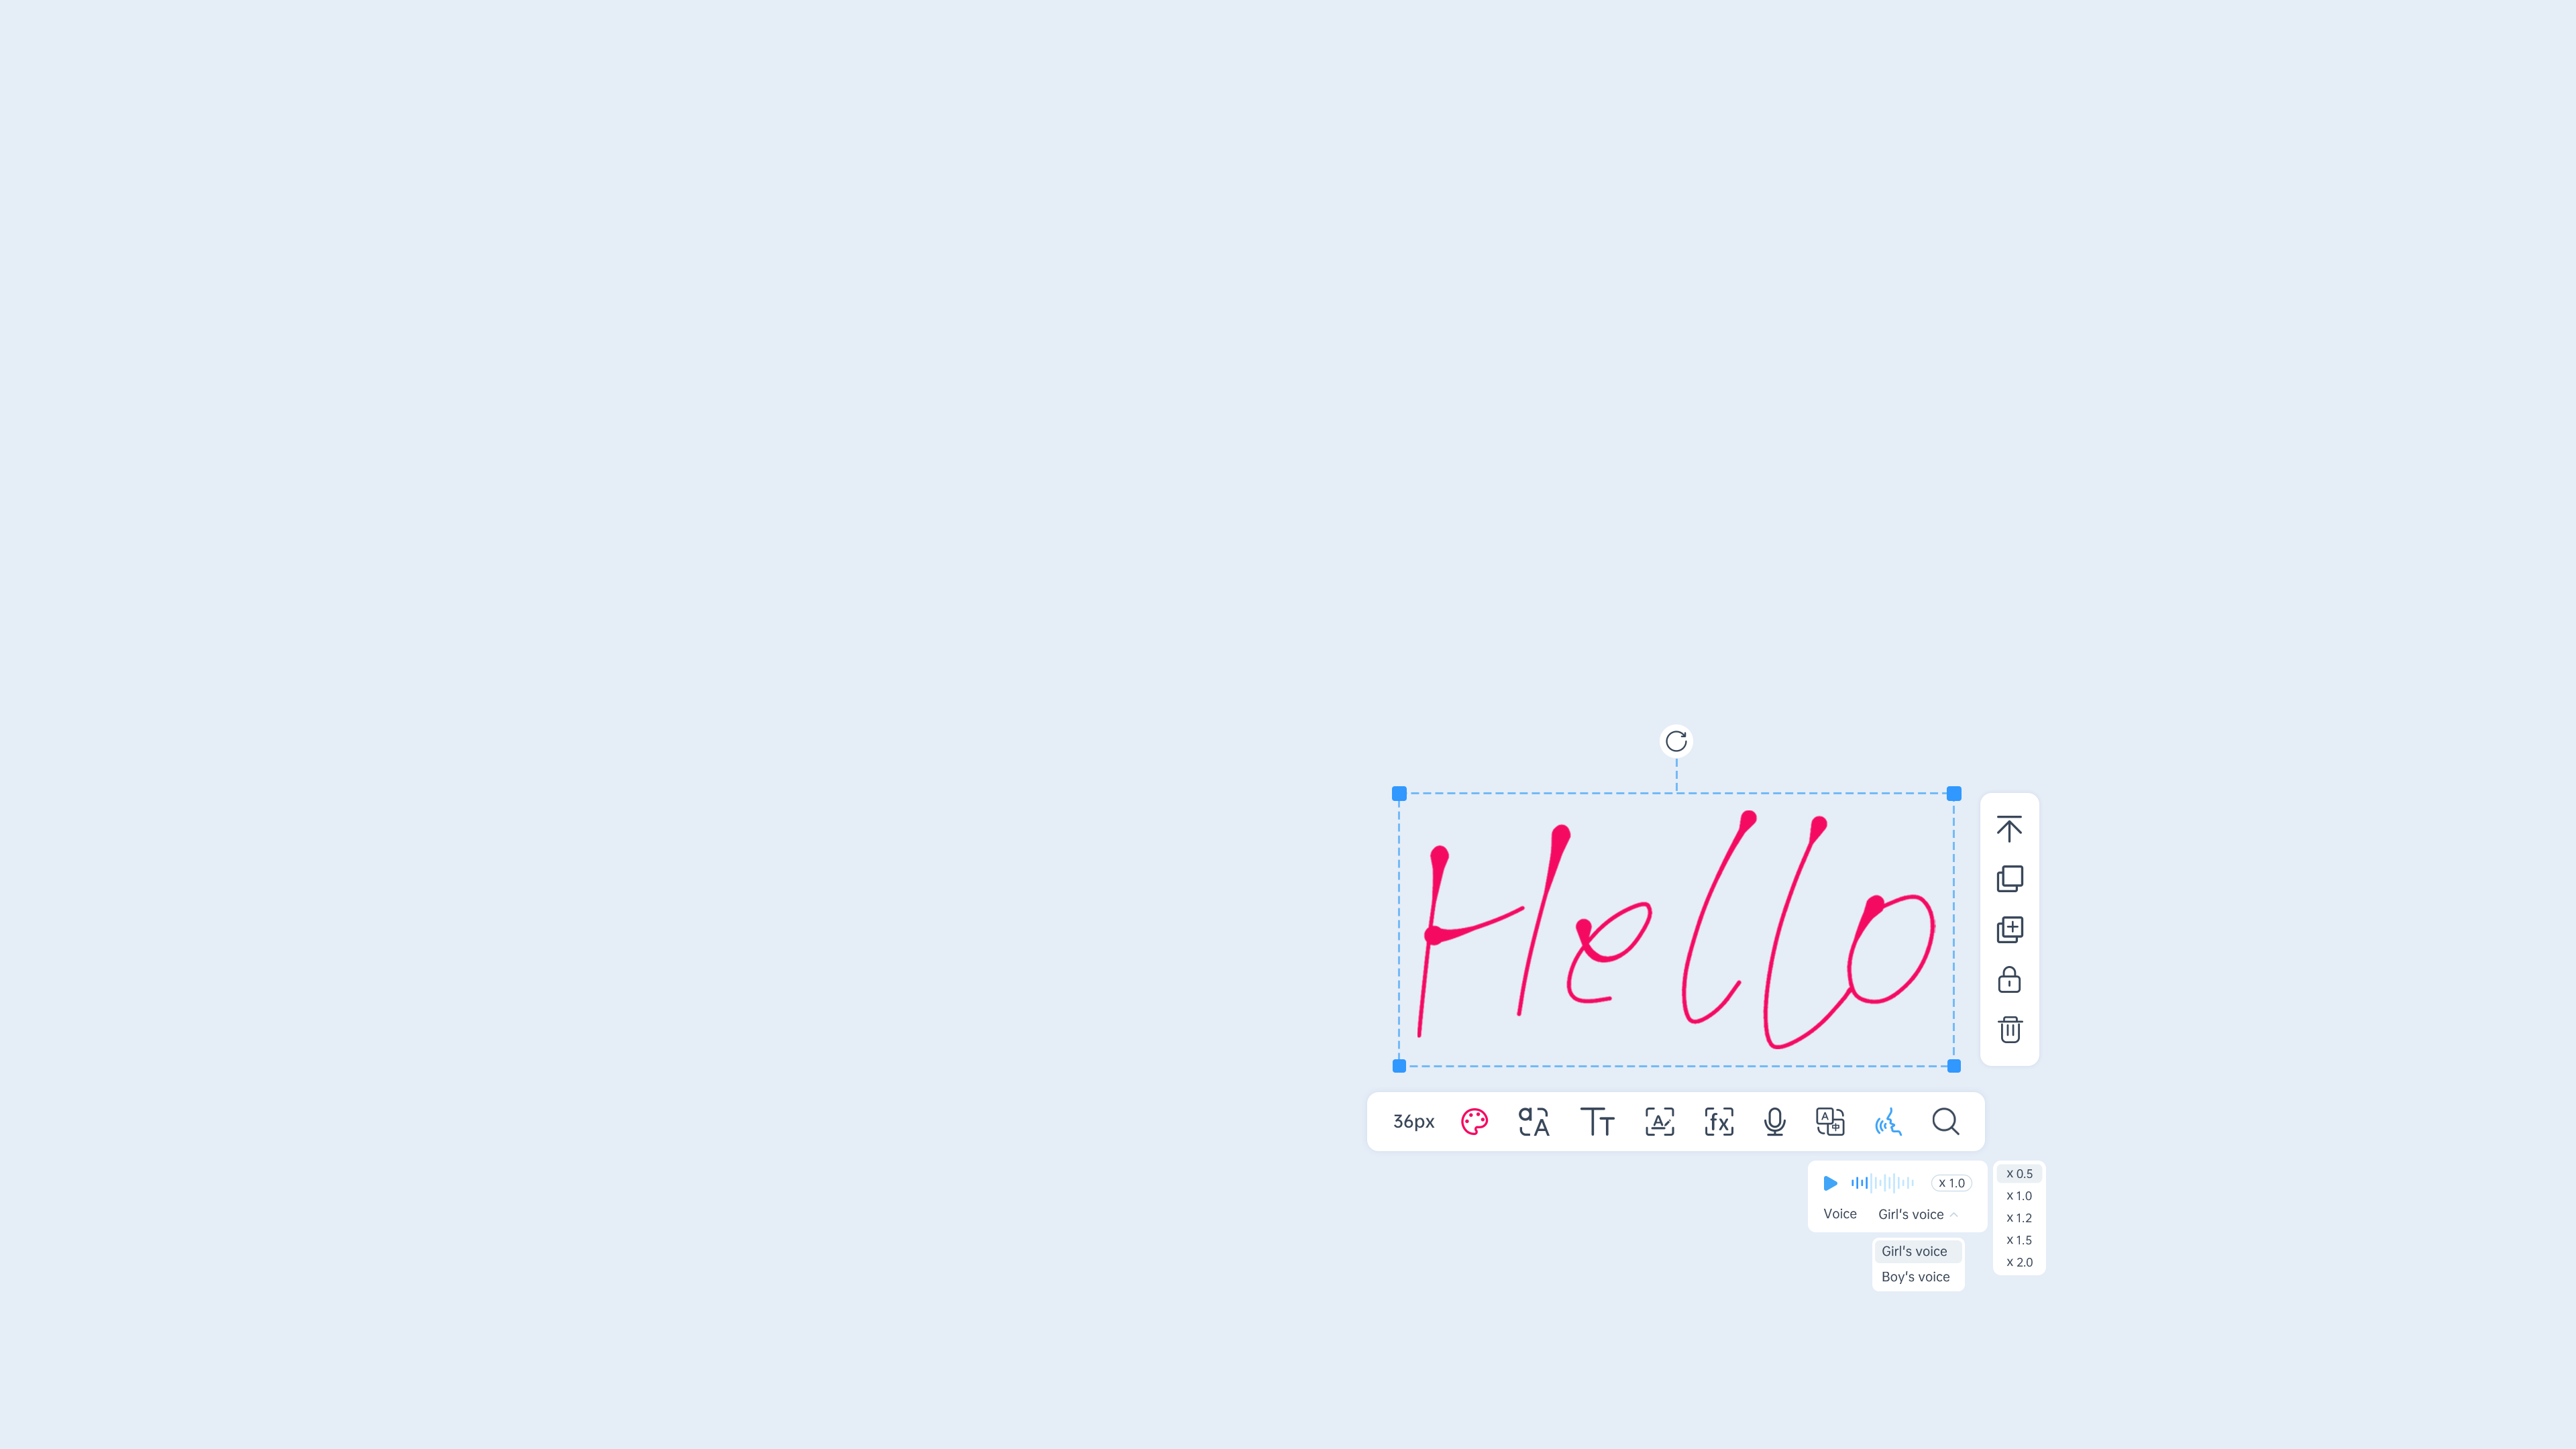 Hello
36px
x 1.0
Voice Girl's voice
Girl's voice
Boy's voice
x 0.5
x 1.0
x 1.2
x 1.5
x 2.0